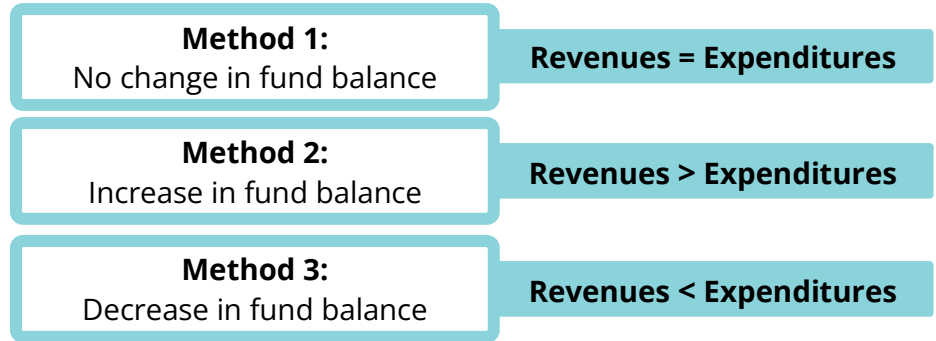 Method 1:
No change in fund balance
Revenues = Expenditures
Method 2:
Increase in fund balance
Revenues > Expenditures
Method 3:
Decrease in fund balance
Revenues < Expenditures